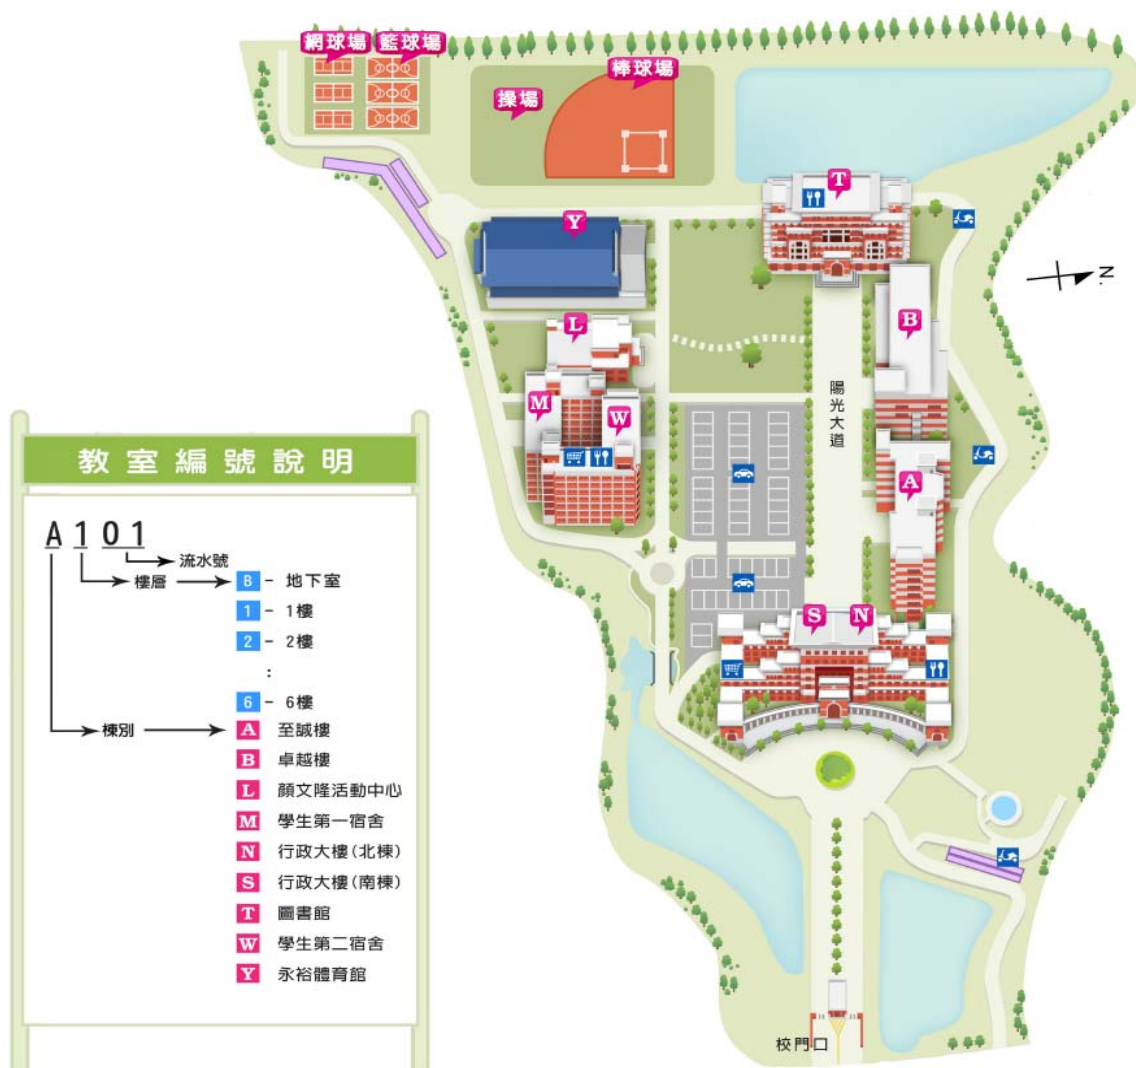 網球場
籃球場
棒球場
操場
T
Y
N.
B
L
陽光大道
M
W
A
S
N
校門口
教室編號說明
A 1 0 1
流水號
樓層
B - 地下室
1 - 1樓
2 - 2樓
:
6 - 6樓
棟別
A 至誠樓
B 卓越樓
L 顏文隆活動中心
M 學生第一宿舍
N 行政大樓(北棟)
S 行政大樓(南棟)
T 圖書館
W 學生第二宿舍
Y 永裕體育館